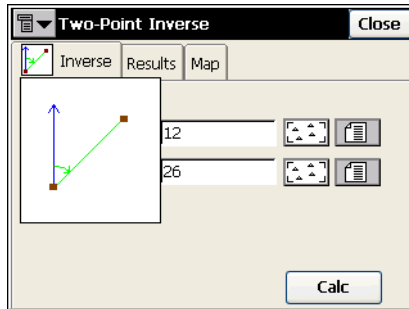 Two-Point Inverse Close
Inverse Results Map
12
26
Calc